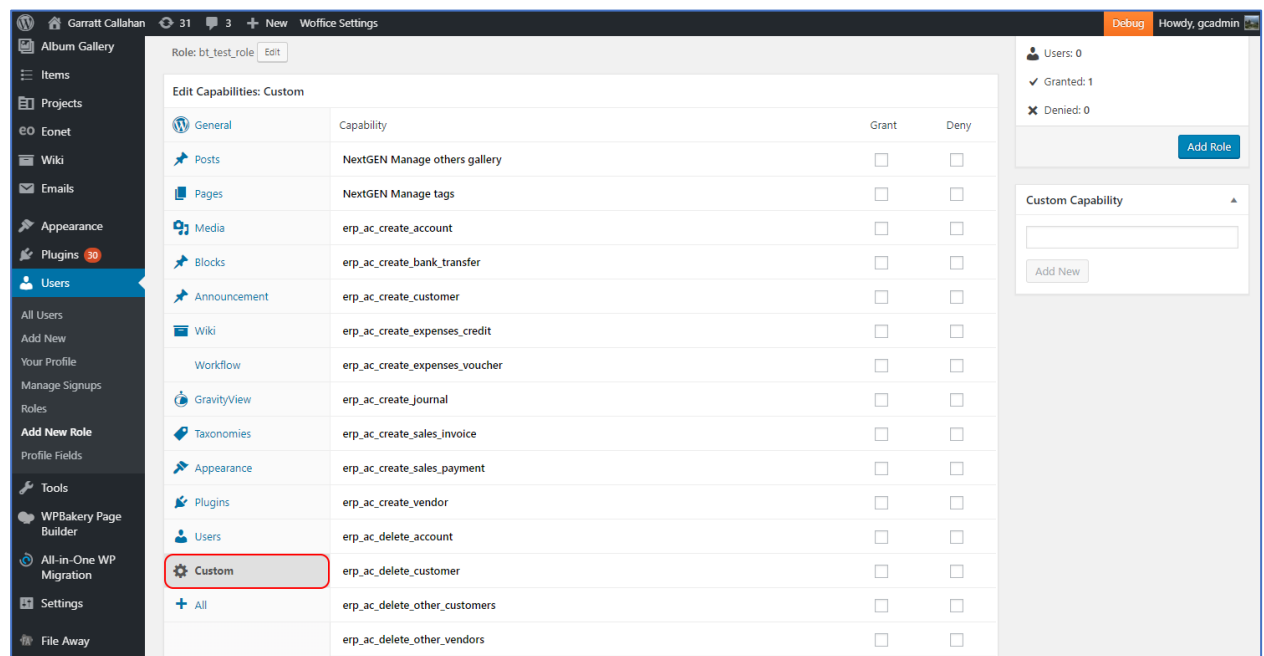 Garratt Callahan 31 3 + New Woffice Settings Debug Howdy, gcadmin
Album Gallery
Items
Projects
Eonet
Wiki
Emails
Appearance
Plugins 30
Users
All Users
Add New
Your Profile
Manage Signups
Roles
Add New Role
Profile Fields
Tools
WPBakery Page
Builder
All-in-One WP
Migration
Settings
File Away
Role: bt_test_role Edit
Edit Capabilities: Custom
General
Posts
Pages
Media
Blocks
Announcement
Wiki
Workflow
GravityView
Taxonomies
Appearance
Plugins
Users
Custom
All
Capability Grant Deny
NextGEN Manage others gallery
NextGEN Manage tags
erp_ac_create_account
erp_ac_create_bank_transfer
erp_ac_create_customer
erp_ac_create_expenses_credit
erp_ac_create_expenses_voucher
erp_ac_create_journal
erp_ac_create_sales_invoice
erp_ac_create_sales_payment
erp_ac_create_vendor
erp_ac_delete_account
erp_ac_delete_customer
erp_ac_delete_other_customers
erp_ac_delete_other_vendors
Users: 0
Granted: 1
Denied: 0
Add Role
Custom Capability
Add New